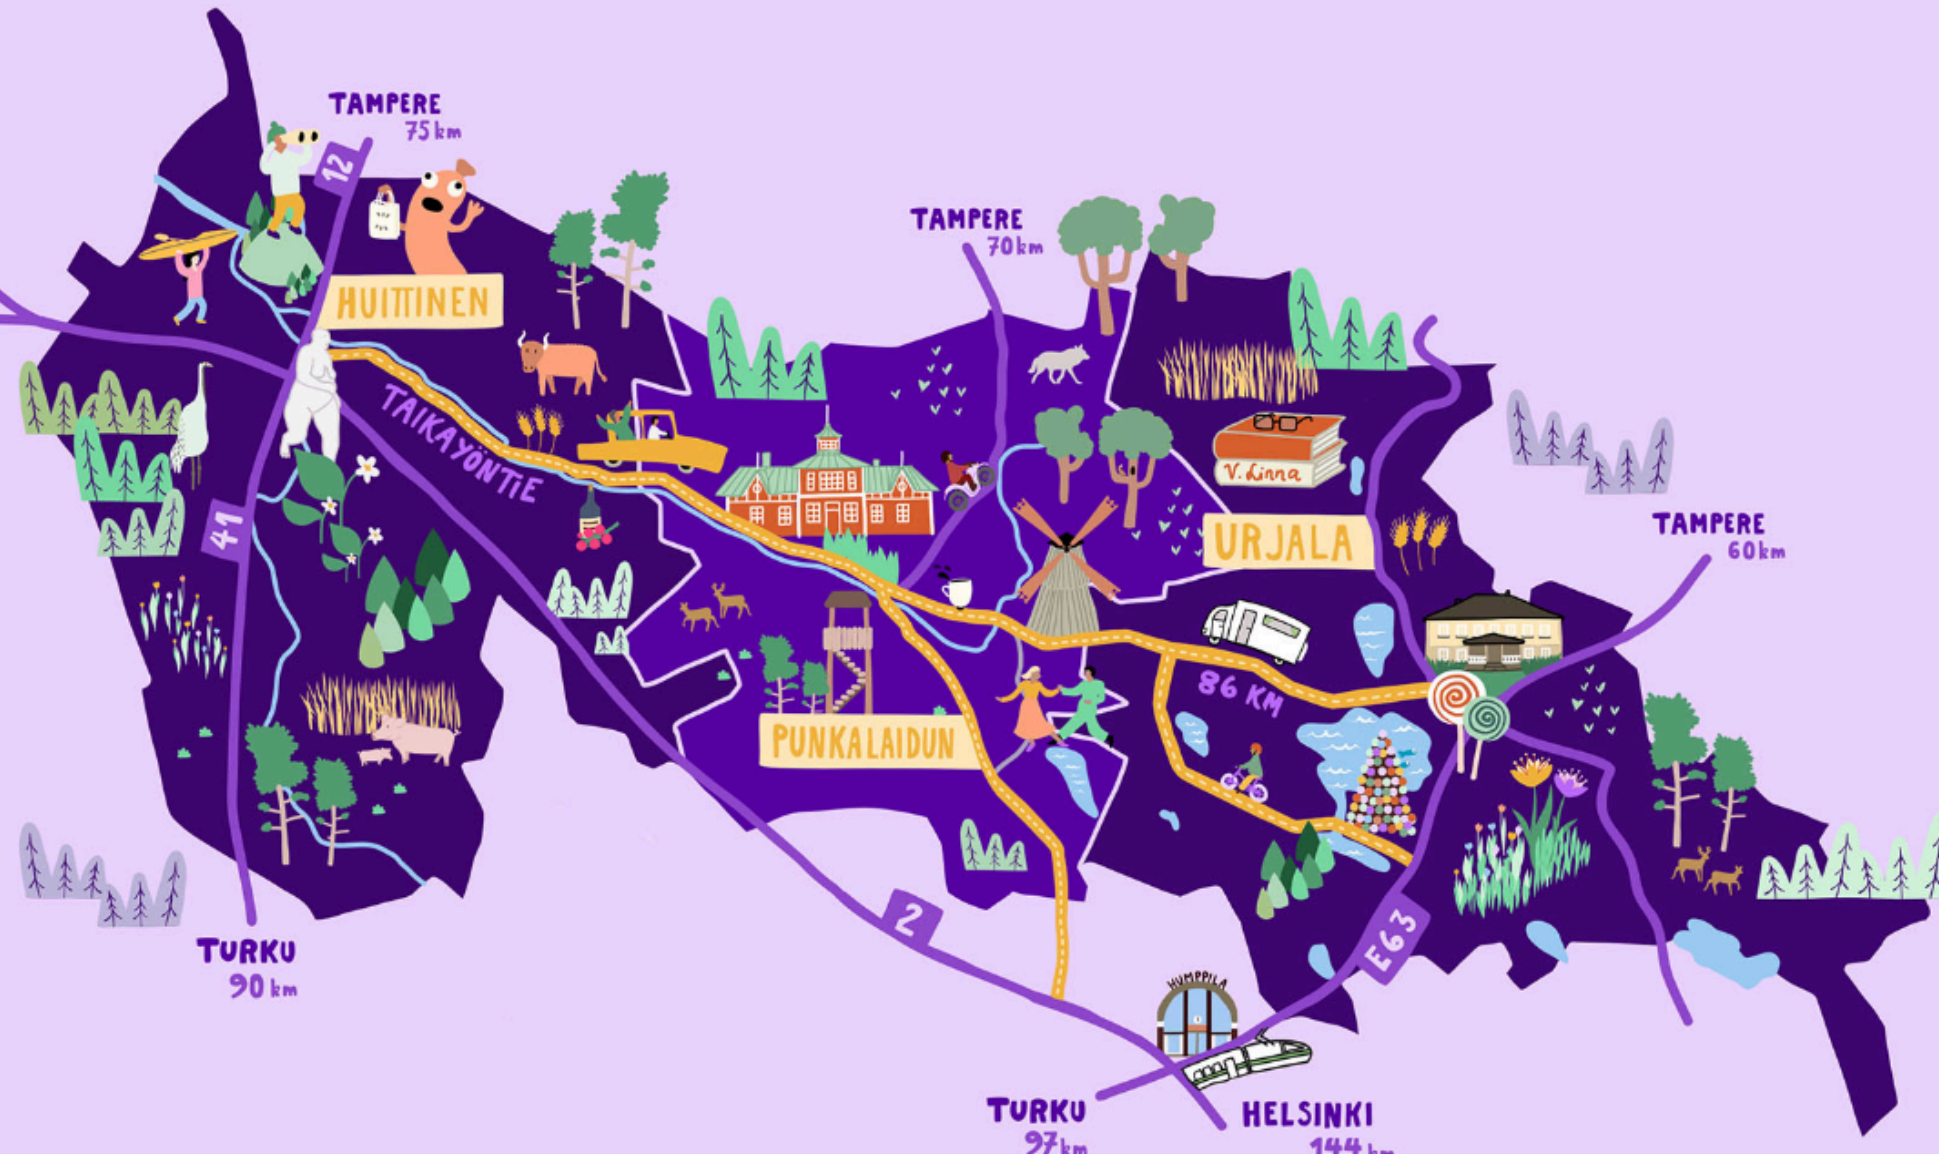 TAMPERE
75 km
12
HUITTINEN
TAMPERE
70 km
TAIKAYÖNTIE
V. Linna
URJALA
TAMPERE
60 km
41
86 KM
PUNKALAIDUN
2
E63
TURKU
90 km
HUMPPILA
TURKU
97 km
HELSINKI
144 km